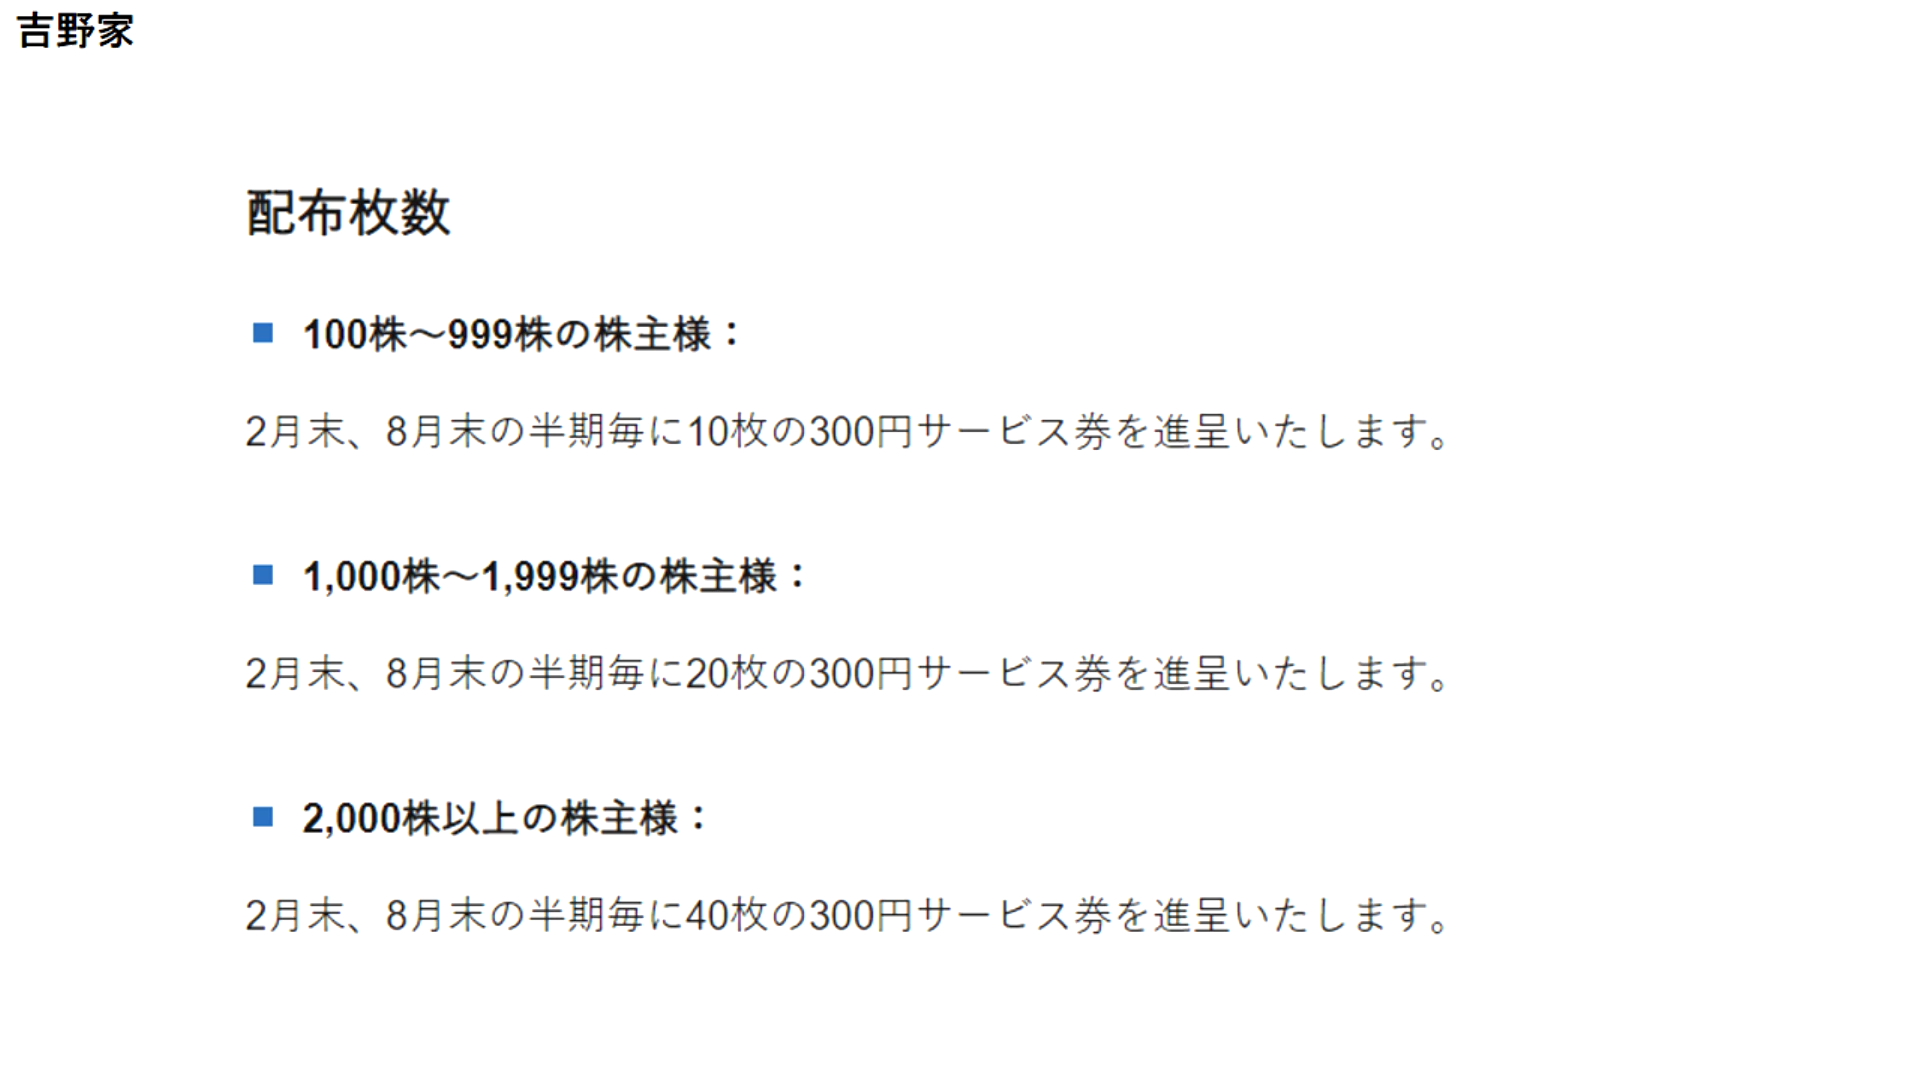 吉野家
配布枚数
■ 100株～999株の株主様：
2月末、8月末の半期毎に10枚の300円サービス券を進呈いたします。
■ 1,000株～1,999株の株主様：
2月末、8月末の半期毎に20枚の300円サービス券を進呈いたします。
■ 2,000株以上の株主様：
2月末、8月末の半期毎に40枚の300円サービス券を進呈いたします。